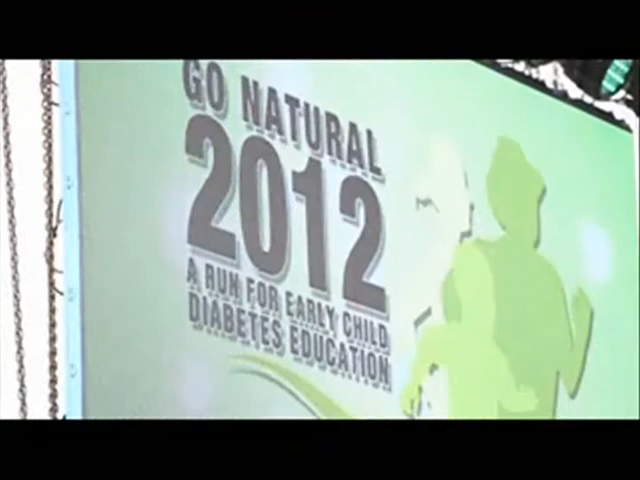 GO NATURAL
2012
A RUN FOR EARLY CHILD
DIABETES EDUCATION